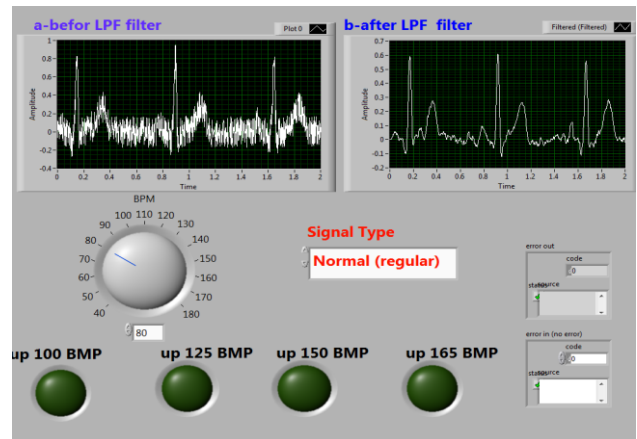 a-befor LPF filter
Plot 0
b-after LPF filter
Filtered (Filtered)
1-
0.8-
0.6-
0.4-
0.2-
0-
-0.2-
-0.4-
Amplitude
0 0.2 0.4 0.6 0.8 1 1.2 1.4 1.6 1.8 2
Time
0.7-
0.6-
0.5-
0.4-
0.3-
0.2-
0.1-
0-
-0.1-
-0.2-
Amplitude
0 0.2 0.4 0.6 0.8 1 1.2 1.4 1.6 1.8 2
Time
BPM
40 50 60 70 80 90 100 110 120 130 140 150 160 170 180
80
Signal Type
Normal (regular)
error out
code
0
source
error in (no error)
code
0
source
up 100 BMP
up 125 BMP
up 150 BMP
up 165 BMP